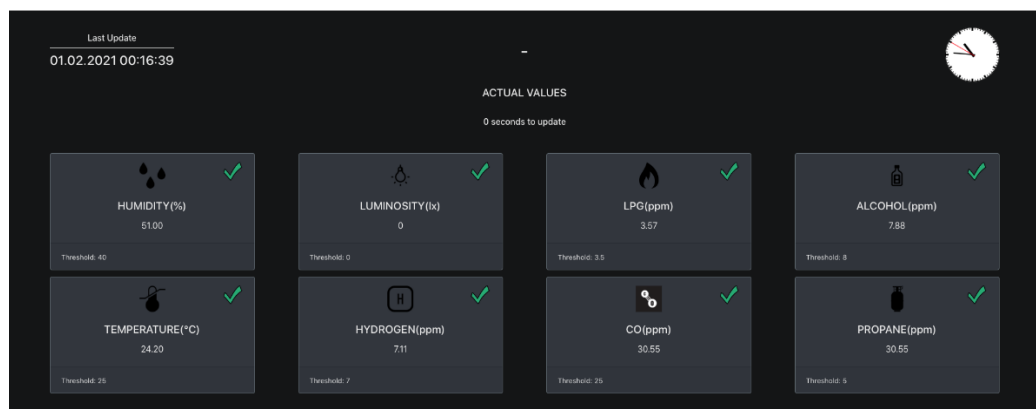 Last Update
01.02.2021 00:16:39
-
ACTUAL VALUES
0 seconds to update
HUMIDITY(%)
51.00
Threshold: 40
LUMINOSITY(lx)
0
Threshold: 0
LPG(ppm)
3.57
Threshold: 3.5
ALCOHOL(ppm)
7.88
Threshold: 8
TEMPERATURE(°C)
24.20
Threshold: 25
H
HYDROGEN(ppm)
7.11
Threshold: 7
CO(ppm)
30.55
Threshold: 25
PROPANE(ppm)
30.55
Threshold: 5